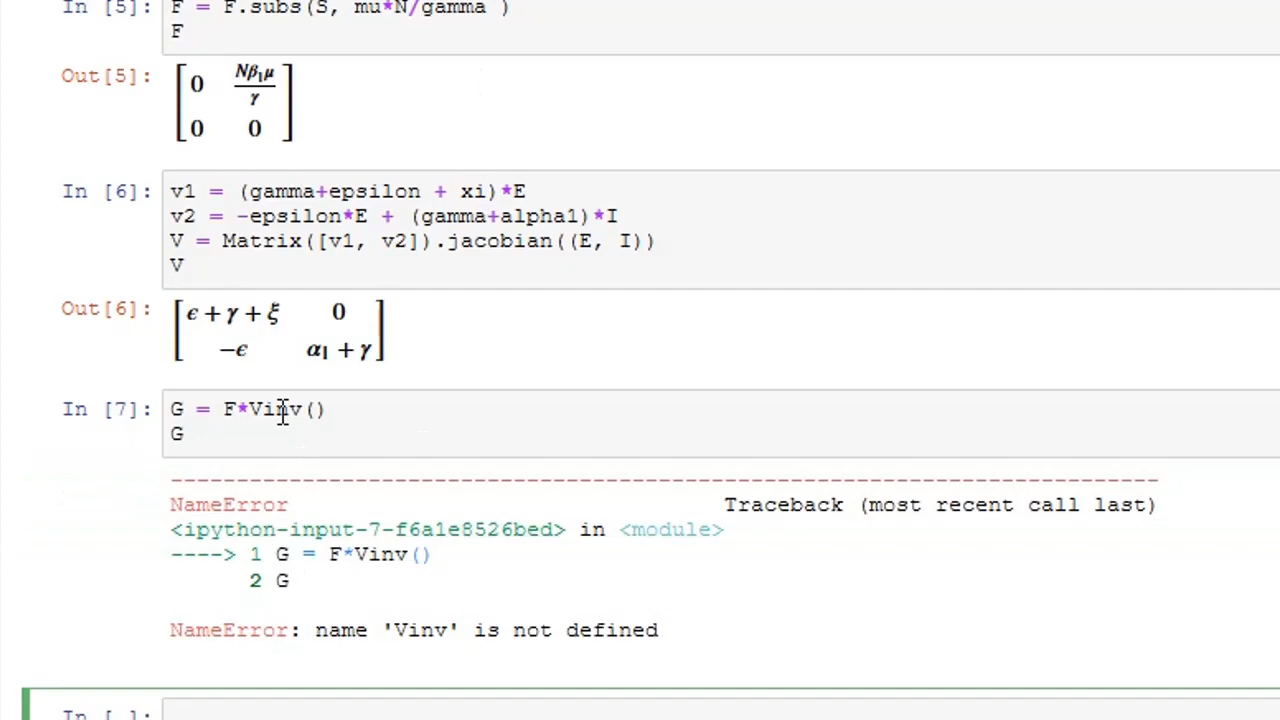 In [5]: F = F.subs(S, mu*N/gamma )
F
Out[5]: [ 0 Nβ₁μ/γ ]
[ 0 0 ]
In [6]: v1 = (gamma+epsilon + xi)*E
v2 = -epsilon*E + (gamma+alpha1)*I
V = Matrix([v1, v2]).jacobian((E, I))
V
Out[6]: [ ϵ + γ + ξ 0 ]
[ −ϵ α₁ + γ ]
In [7]: G = F*Vinv()
G
---------------------------------------------------------------------------
NameError Traceback (most recent call last)
<ipython-input-7-f6a1e8526bed> in <module>
----> 1 G = F*Vinv()
2 G
NameError: name 'Vinv' is not defined
In [ ]: